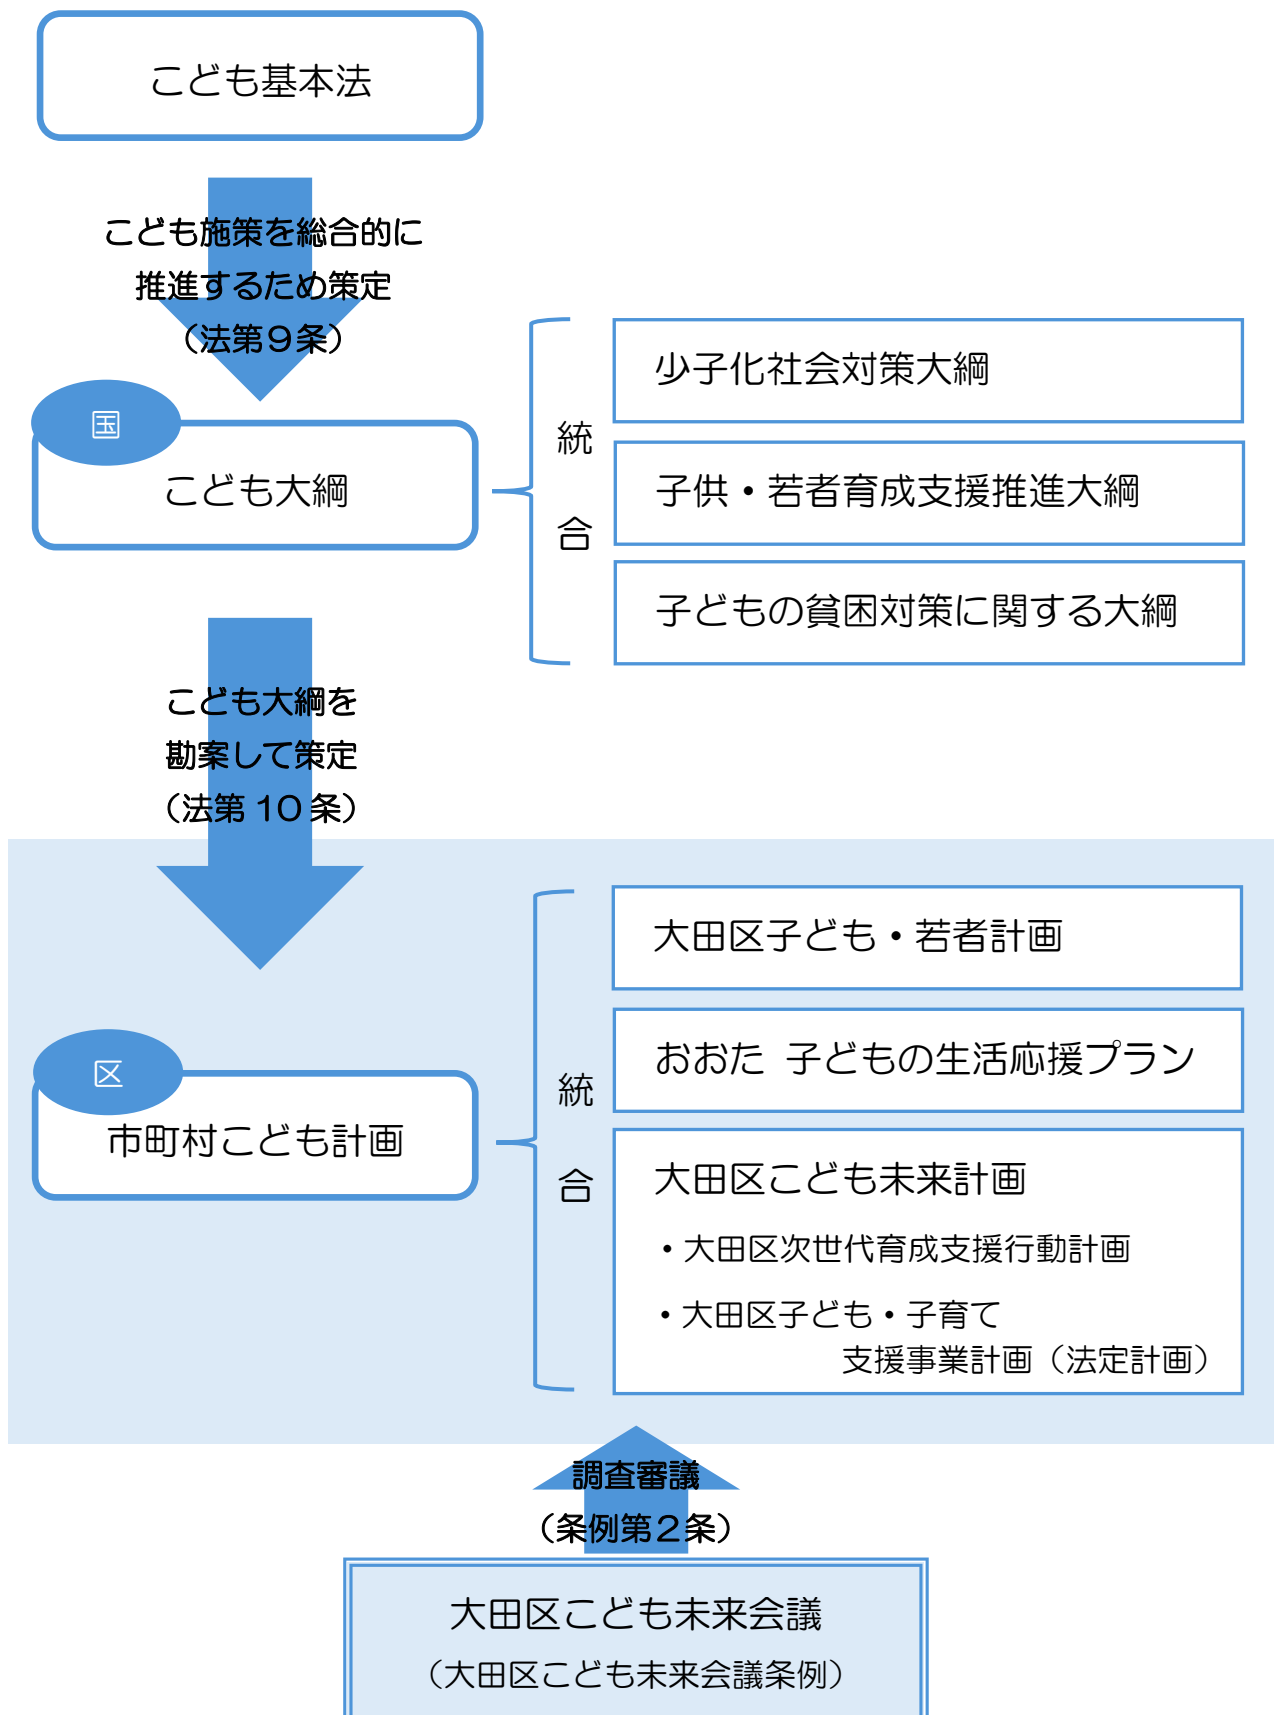 こども基本法
こども施策を総合的に
推進するため策定
（法第９条）
国
こども大綱
統
合
少子化社会対策大綱
子供・若者育成支援推進大綱
子どもの貧困対策に関する大綱
こども大綱を
勘案して策定
（法第 10 条）
区
市町村こども計画
統
合
大田区子ども・若者計画
おおた 子どもの生活応援プラン
大田区こども未来計画
・大田区次世代育成支援行動計画
・大田区子ども・子育て
支援事業計画（法定計画）
調査審議
（条例第２条）
大田区こども未来会議
（大田区こども未来会議条例）